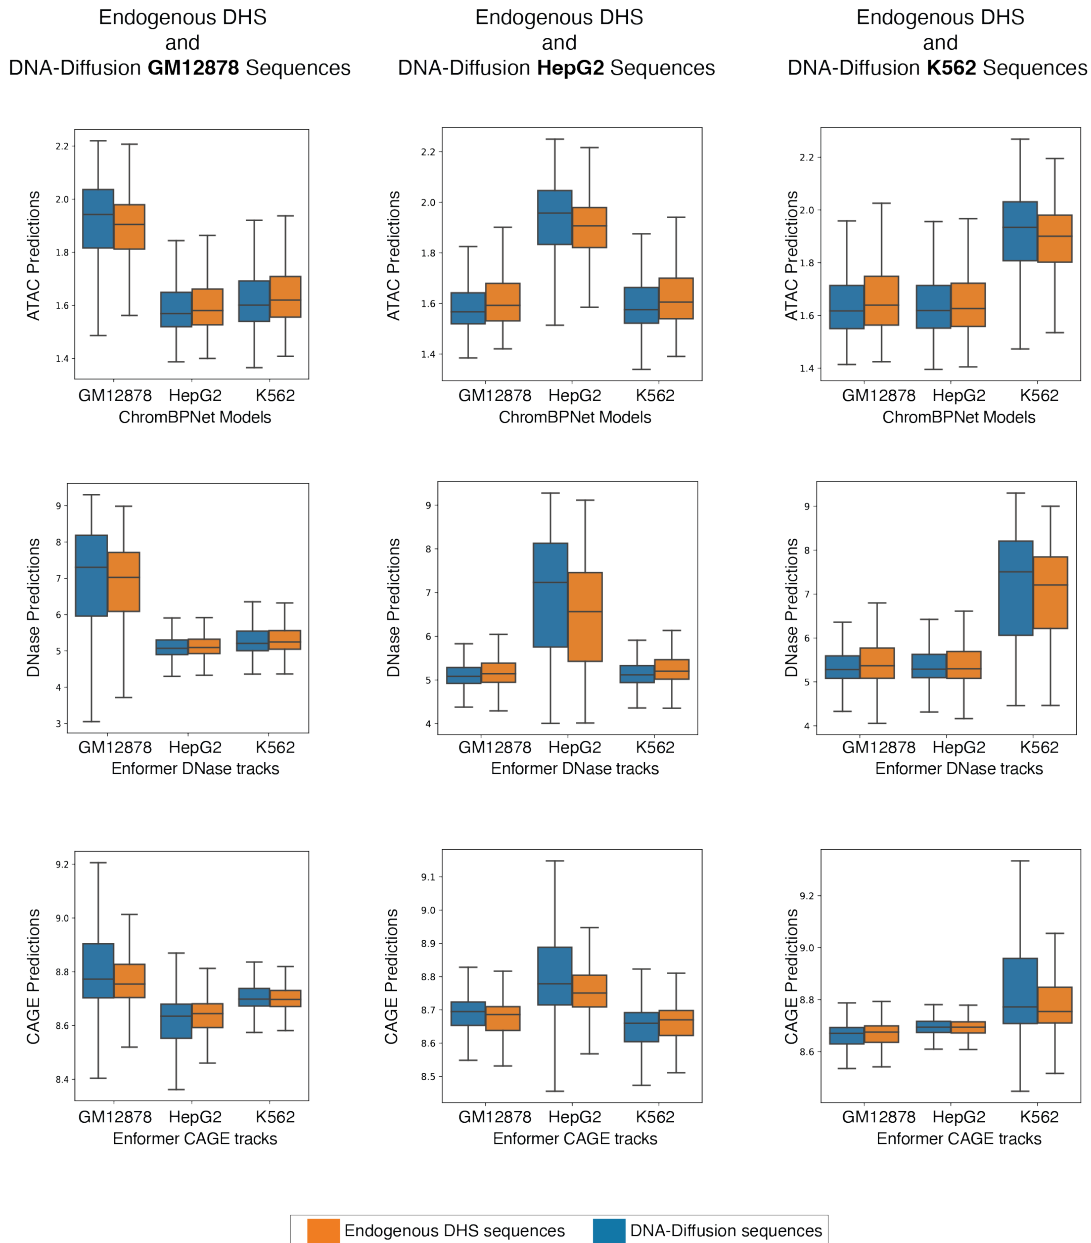 Endogenous DHS
and
DNA-Diffusion GM12878 Sequences
Endogenous DHS
and
DNA-Diffusion HepG2 Sequences
Endogenous DHS
and
DNA-Diffusion K562 Sequences
ATAC Predictions
2.2
2.0
1.8
1.6
1.4
GM12878 HepG2 K562
ChromBPNet Models
ATAC Predictions
2.2
2.0
1.8
1.6
1.4
GM12878 HepG2 K562
ChromBPNet Models
ATAC Predictions
2.2
2.0
1.8
1.6
1.4
GM12878 HepG2 K562
ChromBPNet Models
DNase Predictions
9
8
7
6
5
4
3
GM12878 HepG2 K562
Enformer DNase tracks
DNase Predictions
9
8
7
6
5
4
GM12878 HepG2 K562
Enformer DNase tracks
DNase Predictions
9
8
7
6
5
4
GM12878 HepG2 K562
Enformer DNase tracks
CAGE Predictions
9.2
9.0
8.8
8.6
8.4
GM12878 HepG2 K562
Enformer CAGE tracks
CAGE Predictions
9.1
9.0
8.9
8.8
8.7
8.6
8.5
GM12878 HepG2 K562
Enformer CAGE tracks
CAGE Predictions
9.2
9.0
8.8
8.6
GM12878 HepG2 K562
Enformer CAGE tracks
Endogenous DHS sequences DNA-Diffusion sequences